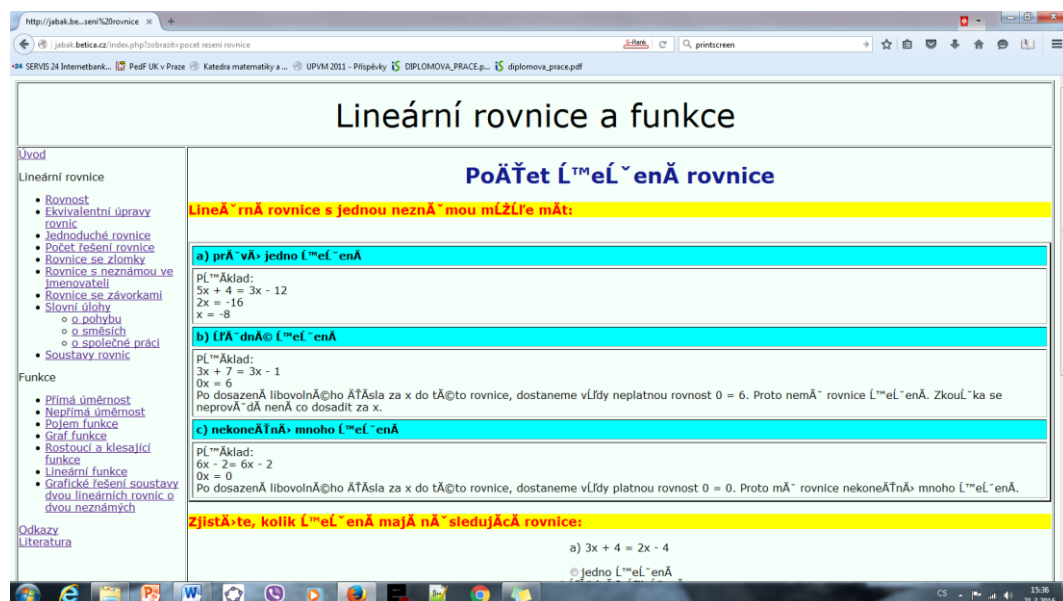 http://jabak.be...seni%20rovnice
jabak.betica.cz/index.php?zobrazit=pocet reseni rovnice
S-Rank
printscreen
SERVIS 24 Internetbank...
PedF UK v Praze
Katedra matematiky a ...
UPVM 2011 - Příspěvky
DIPLOMOVA_PRACE.p...
diplomova_prace.pdf
Lineární rovnice a funkce
Úvod
Lineární rovnice
Rovnost
Ekvivalentní úpravy
rovnic
Jednoduché rovnice
Počet řešení rovnice
Rovnice se zlomky
Rovnice s neznámou ve
jmenovateli
Rovnice se závorkami
Slovní úlohy
o pohybu
o směsích
o společné práci
Soustavy rovnic
Funkce
Přímá úměrnost
Nepřímá úměrnost
Pojem funkce
Graf funkce
Rostoucí a klesající
funkce
Lineární funkce
Grafické řešení soustavy
dvou lineárních rovnic o
dvou neznámých
Odkazy
Literatura
PoÄŤet Ĺ™eĹˇenĂ rovnice
LineĂˇrnĂ rovnice s jednou neznĂˇmou mĹŻĹľe mĂt:
a) prĂˇvÄ› jedno Ĺ™eĹˇenĂ
PĹ™Ăklad:
5x + 4 = 3x - 12
2x = -16
x = -8
b) ĹľĂˇdnĂ© Ĺ™eĹˇenĂ
PĹ™Ăklad:
3x + 7 = 3x - 1
0x = 6
Po dosazenĂ libovolnĂ©ho ÄŤĂsla za x do tĂ©to rovnice, dostaneme vĹľdy neplatnou rovnost 0 = 6. Proto nemĂˇ rovnice Ĺ™eĹˇenĂ. ZkouĹˇka se
neprovĂˇdĂ nenĂ co dosadit za x.
c) nekoneÄŤnÄ› mnoho Ĺ™eĹˇenĂ
PĹ™Ăklad:
6x - 2= 6x - 2
0x = 0
Po dosazenĂ libovolnĂ©ho ÄŤĂsla za x do tĂ©to rovnice, dostaneme vĹľdy platnou rovnost 0 = 0. Proto mĂˇ rovnice nekoneÄŤnÄ› mnoho Ĺ™eĹˇenĂ.
ZjistÄ›te, kolik Ĺ™eĹˇenĂ majĂ nĂˇsledujĂcĂ rovnice:
a) 3x + 4 = 2x - 4
jedno Ĺ™eĹˇenĂ
CS
15:36
21.3.2016